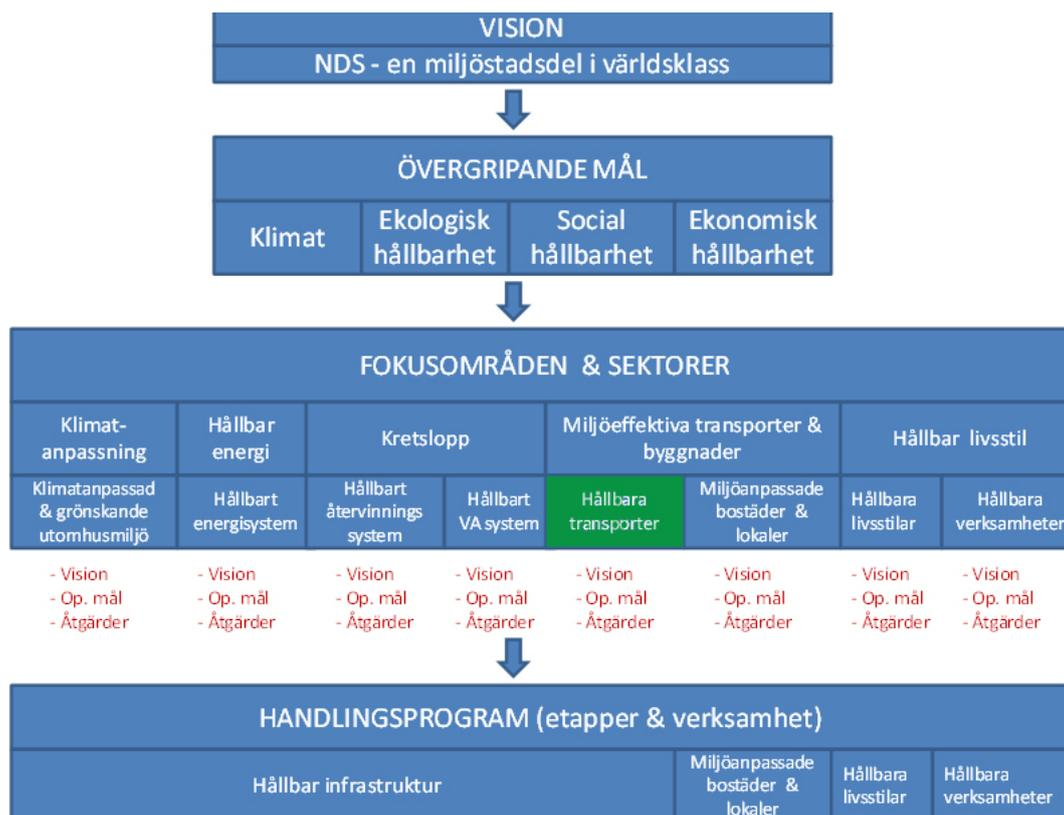 VISION
NDS - en miljöstadsdel i världsklass
ÖVERGRIPANDE MÅL
Klimat
Ekologisk
hållbarhet
Social
hållbarhet
Ekonomisk
hållbarhet
FOKUSOMRÅDEN & SEKTORER
Klimat-
anpassning
Hållbar
energi
Kretslopp
Miljöeffektiva transporter &
byggnader
Hållbar livsstil
Klimatanpassad
& grönskande
utomhusmiljö
Hållbart
energisystem
Hållbart
återvinnings
system
Hållbart
VA system
Hållbara
transporter
Miljöanpassade
bostäder &
lokaler
Hållbara
livsstilar
Hållbara
verksamheter
- Vision
- Op. mål
- Åtgärder
- Vision
- Op. mål
- Åtgärder
- Vision
- Op. mål
- Åtgärder
- Vision
- Op. mål
- Åtgärder
- Vision
- Op. mål
- Åtgärder
- Vision
- Op. mål
- Åtgärder
- Vision
- Op. mål
- Åtgärder
- Vision
- Op. mål
- Åtgärder
HANDLINGSPROGRAM (etapper & verksamhet)
Hållbar infrastruktur
Miljöanpassade
bostäder &
lokaler
Hållbara
livsstilar
Hållbara
verksamheter